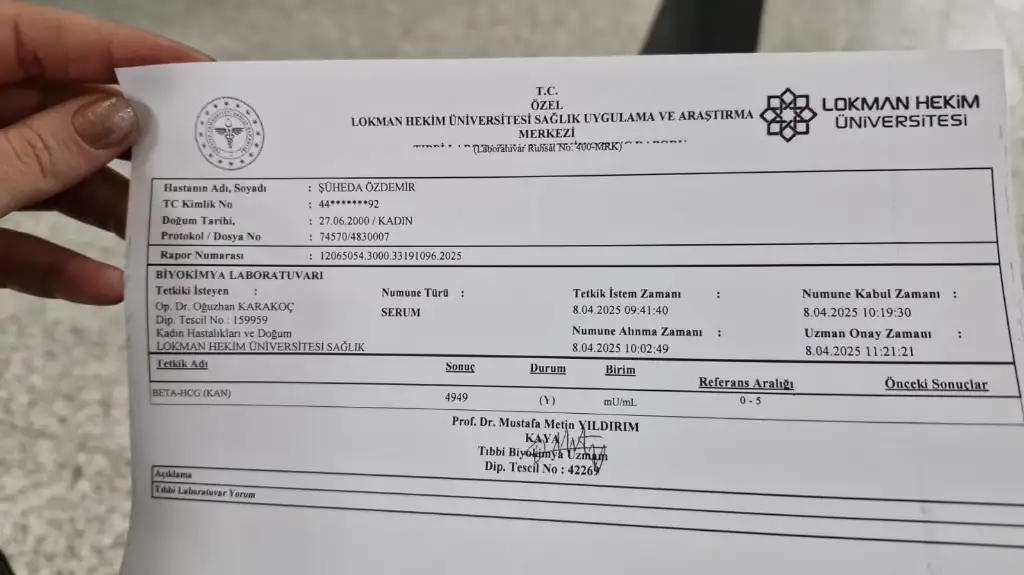 T.C.
ÖZEL
LOKMAN HEKİM ÜNİVERSİTESİ SAĞLIK UYGULAMA VE ARAŞTIRMA
MERKEZİ
(Laboratuvar Ruhsat No: 400-MRK)
LOKMAN HEKİM
ÜNİVERSİTESİ
Hastanın Adı, Soyadı : ŞÜHEDA ÖZDEMİR
TC Kimlik No : 44*******92
Doğum Tarihi, : 27.06.2000 / KADIN
Protokol / Dosya No : 74570/4830007
Rapor Numarası : 12065054.3000.33191096.2025
BİYOKİMYA LABORATUVARI
Tetkiki İsteyen : Numune Türü : Tetkik İstem Zamanı : Numune Kabul Zamanı :
Op. Dr. Oğuzhan KARAKOÇ SERUM 8.04.2025 09:41:40 8.04.2025 10:19:30
Dip. Tescil No : 159959
Kadın Hastalıkları ve Doğum Numune Alınma Zamanı : Uzman Onay Zamanı :
LOKMAN HEKİM ÜNİVERSİTESİ SAĞLIK 8.04.2025 10:02:49 8.04.2025 11:21:21
Tetkik Adı Sonuç Durum Birim Referans Aralığı Önceki Sonuçlar
BETA-HCG (KAN) 4949 (Y) mU/mL 0 - 5
Prof. Dr. Mustafa Metin YILDIRIM
KAYA
Tıbbi Biyokimya Uzmanı
Dip. Tescil No : 42269
Açıklama
Tıbbi Laboratuvar Yorum